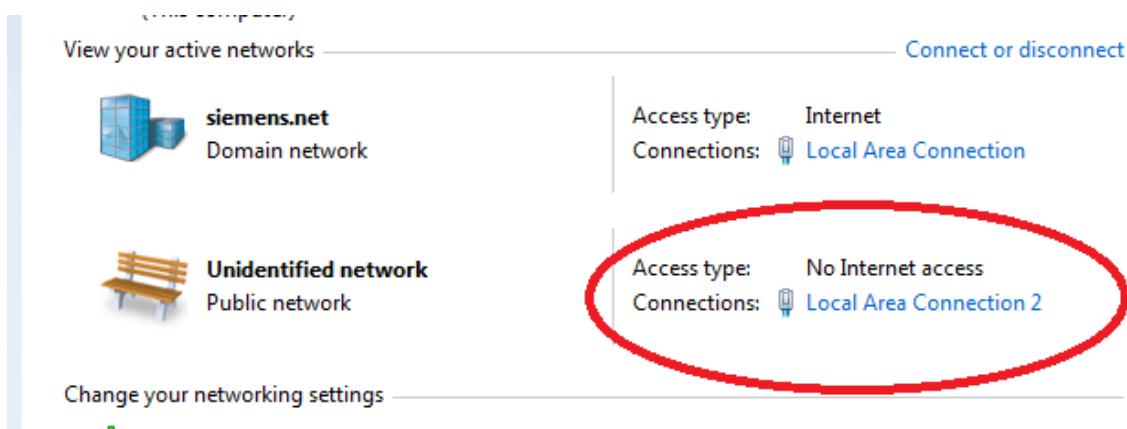 View your active networks
Connect or disconnect
siemens.net
Domain network
Access type: Internet
Connections: Local Area Connection
Unidentified network
Public network
Access type: No Internet access
Connections: Local Area Connection 2
Change your networking settings